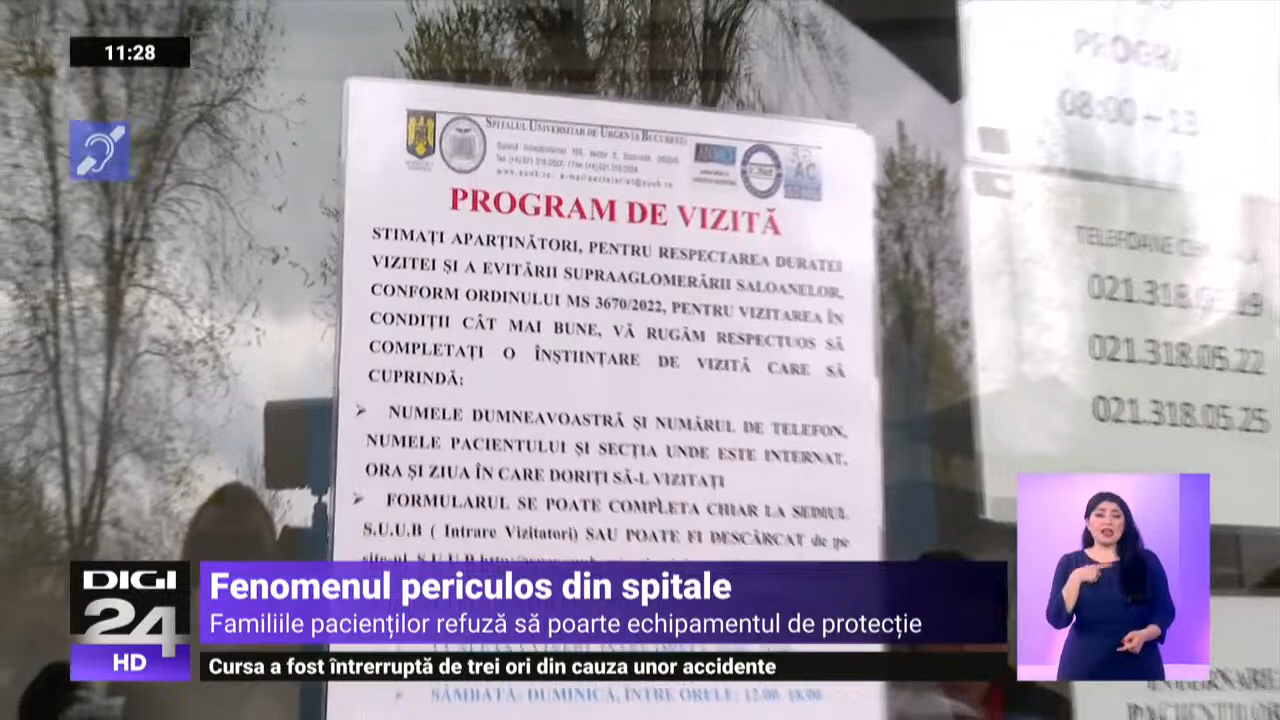 11:28
PROGRA
08:00 – 13
SPITALUL UNIVERSITAR DE URGENȚĂ BUCUREȘTI
PROGRAM DE VIZITĂ
STIMAȚI APARȚINĂTORI, PENTRU RESPECTAREA DURATEI
VIZITEI ȘI A EVITĂRII SUPRAAGLOMERĂRII SALOANELOR,
CONFORM ORDINULUI MS 3670/2022, PENTRU VIZITAREA ÎN
CONDIȚII CÂT MAI BUNE, VĂ RUGĂM RESPECTUOS SĂ
COMPLETAȚI O ÎNȘTIINȚARE DE VIZITĂ CARE SĂ
CUPRINDĂ:
➢ NUMELE DUMNEAVOASTRĂ ȘI NUMĂRUL DE TELEFON,
NUMELE PACIENTULUI ȘI SECȚIA UNDE ESTE INTERNAT,
ORA ȘI ZIUA ÎN CARE DORIȚI SĂ-L VIZITAȚI
➢ FORMULARUL SE POATE COMPLETA CHIAR LA SEDIUL
S.U.U.B ( Intrare Vizitatori) SAU POATE FI DESCĂRCAT de pe
TELEFOANE
021.318.05.22
021.318.05.25
DIGI
24
HD
Fenomenul periculos din spitale
Familiile pacienților refuză să poarte echipamentul de protecție
Cursa a fost întreruptă de trei ori din cauza unor accidente
SÂMBĂTĂ, DUMINICĂ, ÎNTRE ORELE: 12:00-18:00